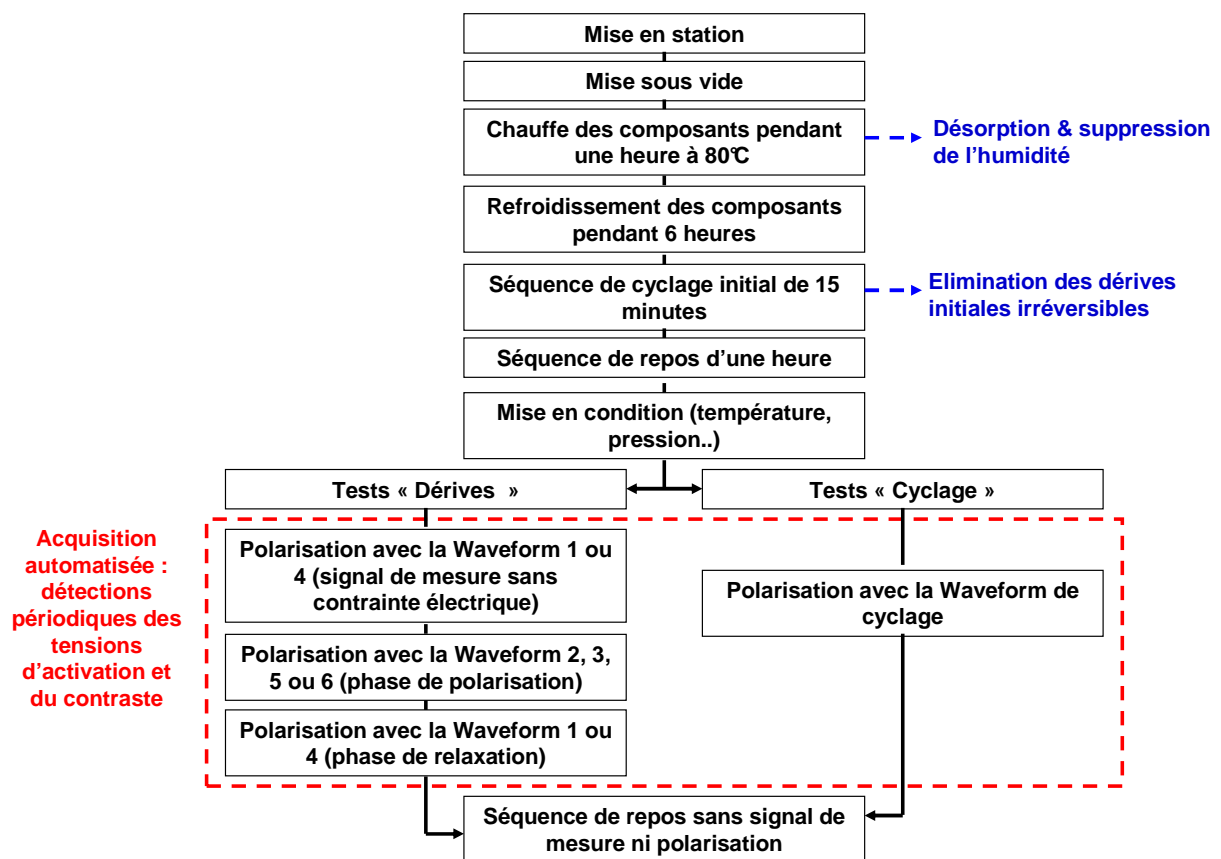 Mise en station
Mise sous vide
Chauffe des composants pendant
une heure à 80°C
Désorption & suppression
de l'humidité
Refroidissement des composants
pendant 6 heures
Séquence de cyclage initial de 15
minutes
Elimination des dérives
initiales irréversibles
Séquence de repos d'une heure
Mise en condition (température,
pression..)
Tests « Dérives »
Tests « Cyclage »
Acquisition
automatisée :
détections
périodiques des
tensions
d'activation et
du contraste
Polarisation avec la Waveform 1 ou
4 (signal de mesure sans
contrainte électrique)
Polarisation avec la Waveform de
cyclage
Polarisation avec la Waveform 2, 3,
5 ou 6 (phase de polarisation)
Polarisation avec la Waveform 1 ou
4 (phase de relaxation)
Séquence de repos sans signal de
mesure ni polarisation